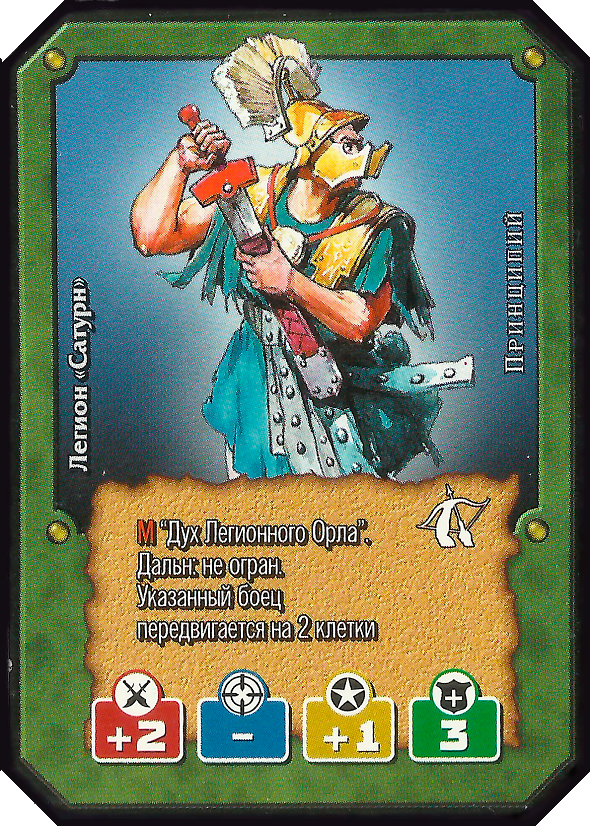 Легион «Сатурн»
Принципий
М “Дух Легионного Орла”.
Дальн: не огран.
Указанный боец
передвигается на 2 клетки
+2 - +1 3